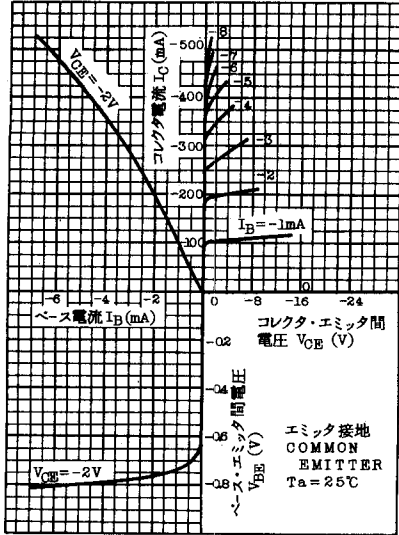 -500
-400
-300
-200
-100
0
コレクタ電流 IC (mA)
VCE=-2V
-8
-7
-6
-5
-4
-3
-2
IB=-1mA
-6 -4 -2 0 -8 -16 -24
ベース電流 IB (mA)
コレクタ・エミッタ間
電圧 VCE (V)
-0.2
-0.4
-0.6
-0.8
ベース・エミッタ間電圧
VBE (V)
VCE=-2V
エミッタ接地
COMMON
EMITTER
Ta=25℃